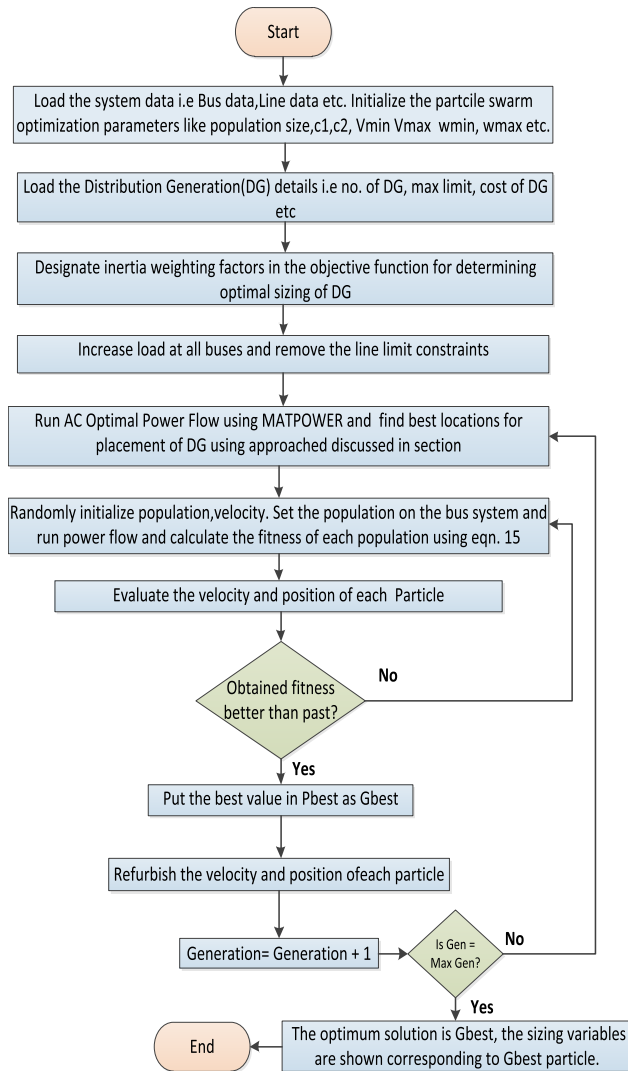 Start
Load the system data i.e Bus data,Line data etc. Initialize the partcile swarm
optimization parameters like population size,c1,c2, Vmin Vmax wmin, wmax etc.
Load the Distribution Generation(DG) details i.e no. of DG, max limit, cost of DG
etc
Designate inertia weighting factors in the objective function for determining
optimal sizing of DG
Increase load at all buses and remove the line limit constraints
Run AC Optimal Power Flow using MATPOWER and find best locations for
placement of DG using approached discussed in section
Randomly initialize population,velocity. Set the population on the bus system and
run power flow and calculate the fitness of each population using eqn. 15
Evaluate the velocity and position of each Particle
Obtained fitness
better than past?
No
Yes
Put the best value in Pbest as Gbest
Refurbish the velocity and position ofeach particle
Generation= Generation + 1
Is Gen =
Max Gen?
No
Yes
The optimum solution is Gbest, the sizing variables
are shown corresponding to Gbest particle.
End